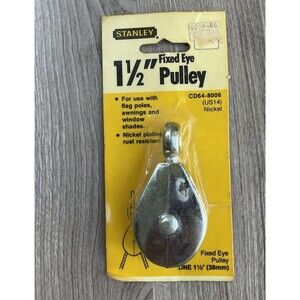 STANLEY
1½" Fixed Eye
Pulley
CD64-8006
(US14)
Nickel
• For use with
flag poles,
awnings and
window
shades.
• Nickel plating
rust resistant
Fixed Eye
Pulley
ONE 1½" (38mm)